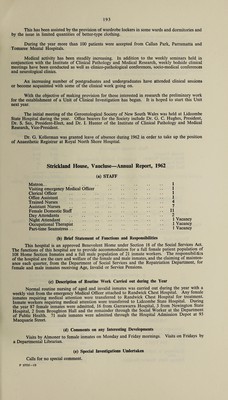 193
This has been assisted by the provision of wardrobe lockers in some wards and dormitories and
by the issue in limited quantities of better-type clothing.
During the year more than 100 patients were accepted from Callan Park, Parramatta and
Tomaree Mental Hospitals.
Medical activity has been steadily increasing. In addition to the weekly seminars held in
conjunction with the Institute of Clinical Pathology and Medical Research, weekly bedside clinical
meetings have been conducted as well as clinico-pathological conferences, socio-medical conferences
and neurological clinics.
An increasing number of postgraduates and undergraduates have attended clinical sessions
or become acquainted with some of the clinical work going on.
With the objective of making provision for those interested in research the preliminary work
for the establishment of a Unit of Clinical Investigation has begun. It is hoped to start this Unit
next year.
The initial meeting of the Gerontological Society of New South Wales was held at Lidcombe
State Hospital during the year. Office bearers for the Society include Dr. G. C. Hughes, President,
Jack Sax, President-Elect, and Dr. I. Hunter of the Institute of Clinical Pathology and Medical
Research, Vice-President.
Dr. G. Kellerman was granted leave of absence during 1962 in order to take up the position
of Anaesthetic Registrar at Royal North Shore Hospital.
Strickland House, Vaucluse—Annual Report, 1962
(a) STAFF
Matron
Visiting emergency Medical Officer
Clerical Officer
Office Assistant
Trained Nurses
Assistant Nurses
Female Domestic Staff
Day Attendants
Night Attendant 1 Vacancy
Occupational Therapist 1 Vacancy
Part-time Seamstress 1 Vacancy
(b) Brief Statement of Functions and Responsibilities
This hospital is an approved Benevolent Home under Section 18 of the Social Services Act.
The functions of this hospital are to provide accommodation for a full female patient population of
108 Home Section inmates and a full male population of 21 inmate workers. The responsibilities
of the hospital are the care and welfare of the female and male inmates, and the claiming of mainten-
ance each quarter, from the Department of Social Services and the Repatriation Department, for
female and male inmates receiving Age, Invalid or Service Pensions.
(c) Description of Routine Work Carried out During the Year
Normal routine nursing of aged and invalid inmates was carried out during the year with a
weekly visit from the emergency Medical Officer attached to Randwick Chest Hospital. Any female
inmates requiring medical attention were transferred to Randwick Chest Hospital for treatment.
Inmate workers requiring medical attention were transferred to Lidcombe State Hospital. During
the year 87 female inmates were admitted, 16 from Garrawarra Hospital, 1 from Newington State
Hospital, 2 from Broughton Hall and the remainder through the Social Worker at the Department
of Public Health. 71 male inmates were admitted through the Hospital Admission Depot at 93
Macquarie Street.
(d) Comments on any Interesting Developments
Visits by Almoner to female inmates on Monday and Friday mornings. Visits on Fridays by
a Departmental Librarian.
(e) Special Investigations Undertaken
Calls for no special comment.